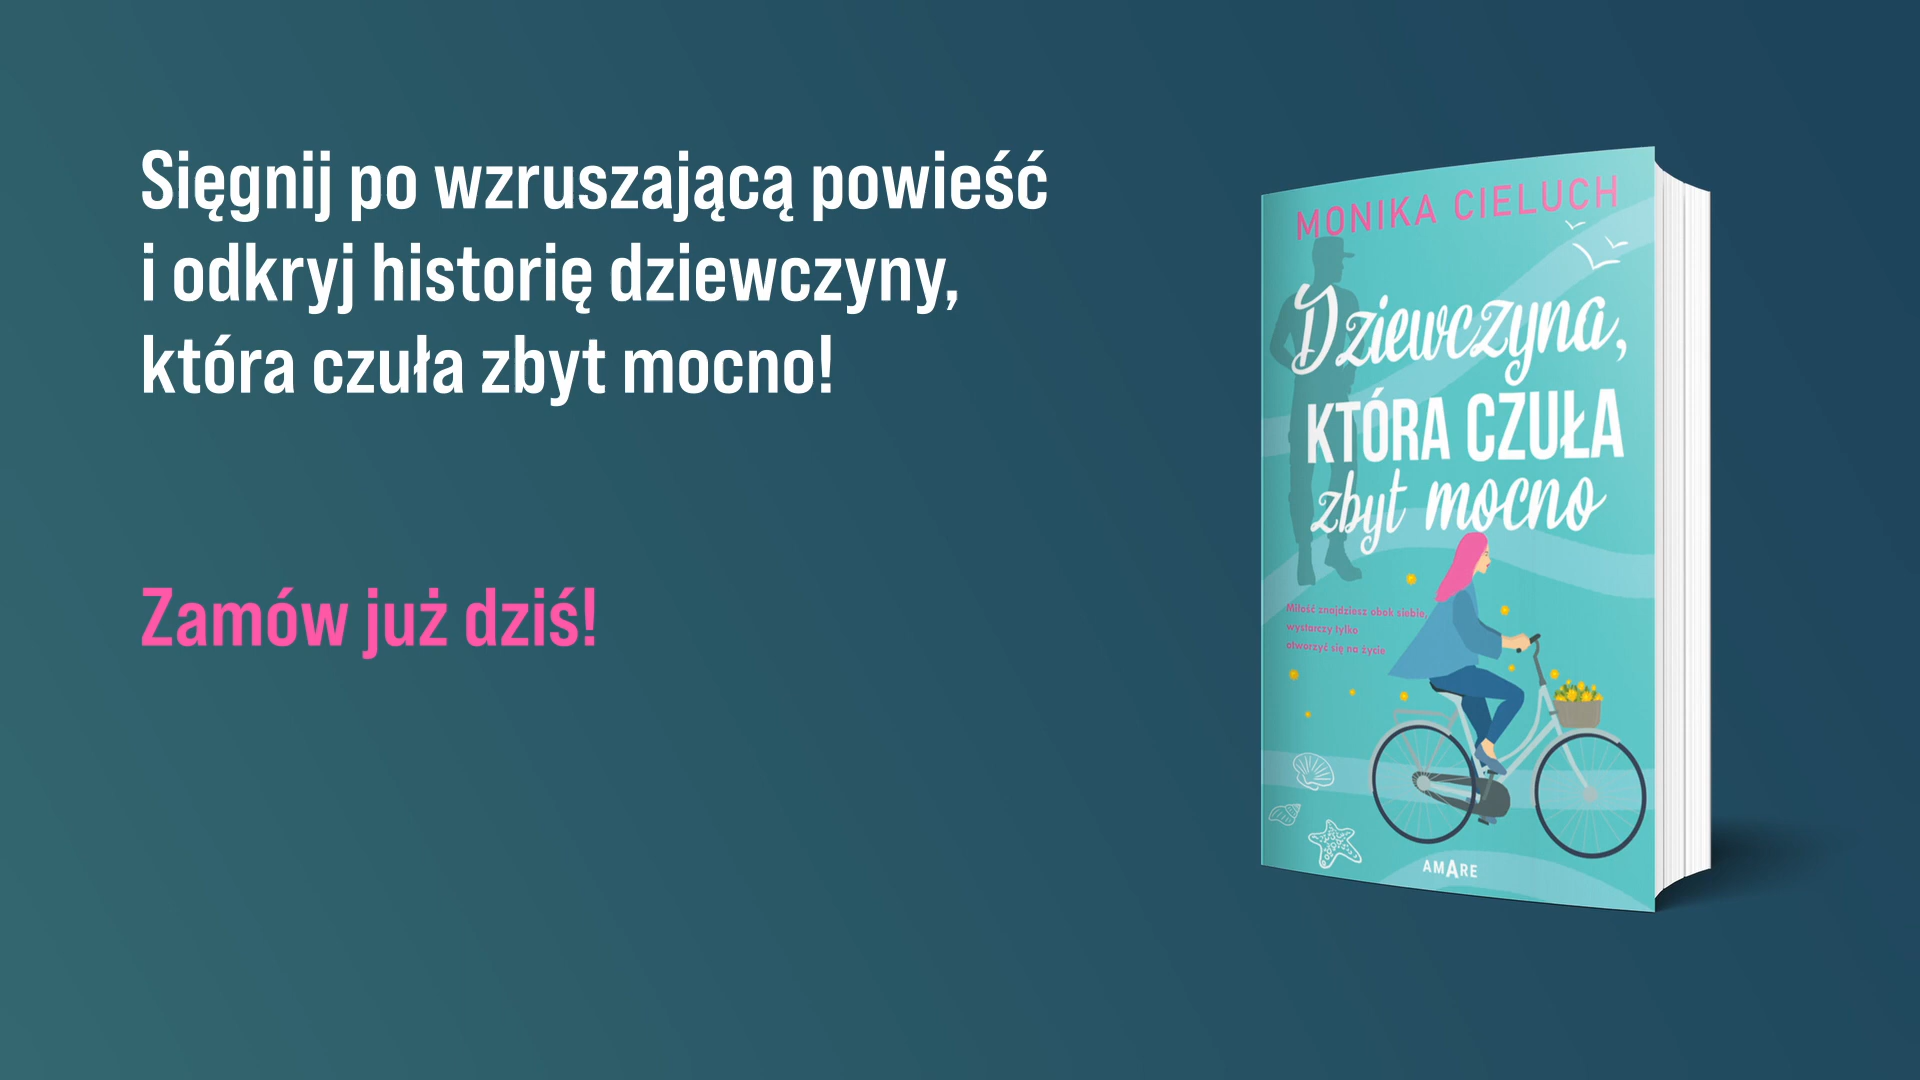 Sięgnij po wzruszającą powieść
i odkryj historię dziewczyny,
która czuła zbyt mocno!
Zamów już dziś!
MONIKA CIELUCH
Dziewczyna,
KTÓRA CZUŁA
zbyt mocno
Miłość znajdziesz obok siebie,
wystarczy tylko
otworzyć się na życie
AMARE